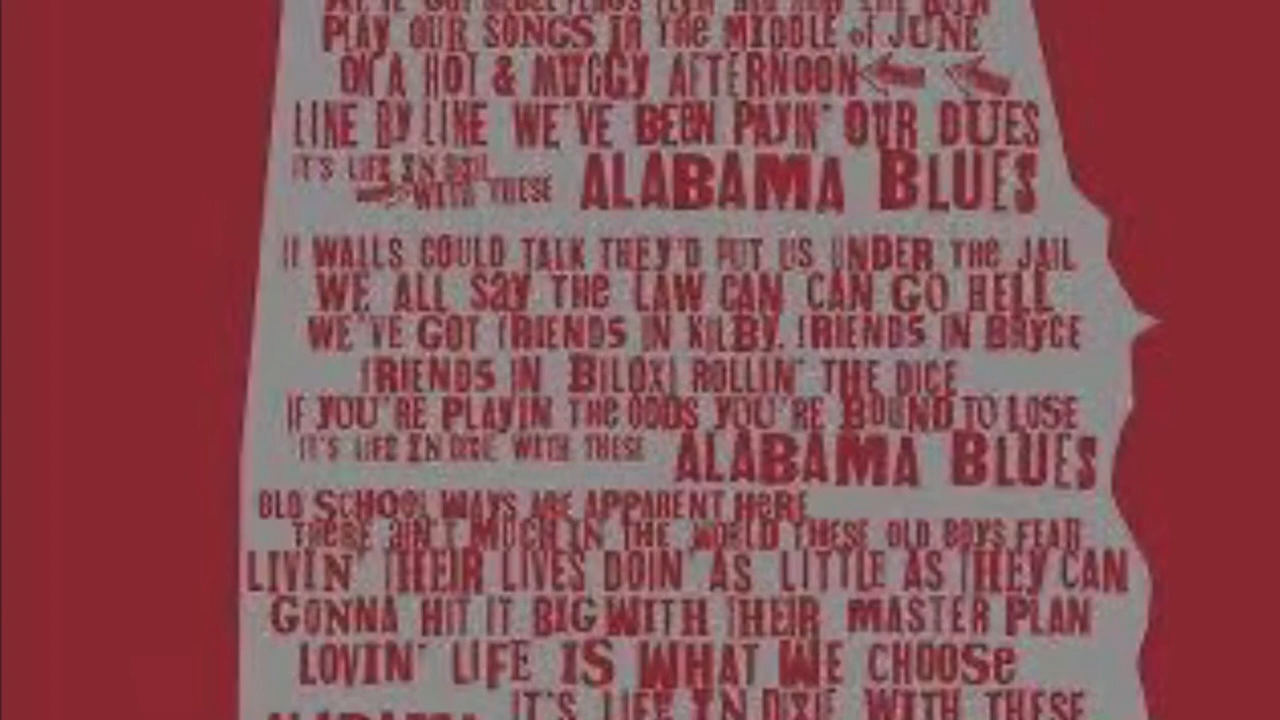 PLAY OUR SONGS IN THE MIDDLE of JUNE
ON A HOT & MUGGY AFTERNOON
LINE BY LINE WE'VE BEEN PAYIN' OUR DUES
IT'S LIFE IN DIXIE
WITH THESE ALABAMA BLUES
IF WALLS COULD TALK THEY'D PUT US UNDER THE JAIL
WE ALL SAY THE LAW CAN CAN GO HELL
WE'VE GOT FRIENDS IN KILBY, FRIENDS IN BRYCE
FRIENDS IN BILOXI ROLLIN' THE DICE
IF YOU'RE PLAYIN THE ODDS YOU'RE BOUND TO LOSE
IT'S LIFE IN DIXIE WITH THESE ALABAMA BLUES
OLD SCHOOL WAYS ARE APPARENT HERE
THERE AIN'T MUCH IN THE WORLD THESE OLD BOYS FEAR
LIVIN' THEIR LIVES DOIN' AS LITTLE AS THEY CAN
GONNA HIT IT BIG WITH THEIR MASTER PLAN
LOVIN' LIFE IS WHAT WE CHOOSE
IT'S LIFE IN DIXIE WITH THESE
ALABAMA